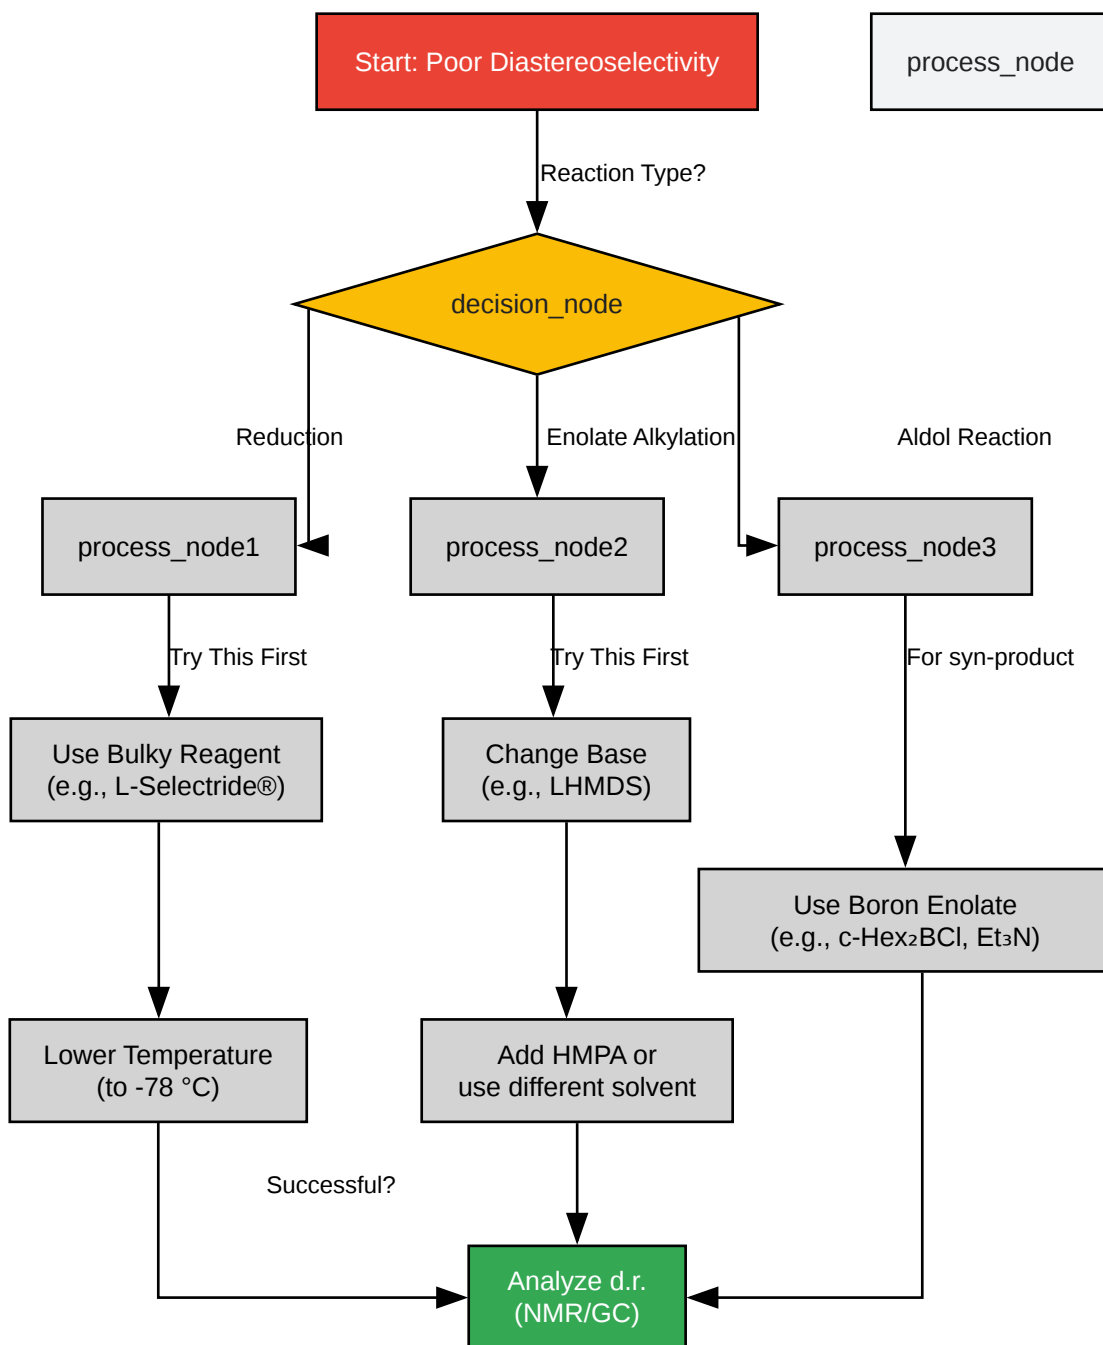 Start: Poor Diastereoselectivity
process_node
Reaction Type?
decision_node
Reduction
Enolate Alkylation
Aldol Reaction
process_node1
process_node2
process_node3
Try This First
Try This First
For syn-product
Use Bulky Reagent
(e.g., L-Selectride®)
Change Base
(e.g., LHMDS)
Use Boron Enolate
(e.g., c-Hex₂BCl, Et₃N)
Lower Temperature
(to -78 °C)
Add HMPA or
use different solvent
Successful?
Analyze d.r.
(NMR/GC)